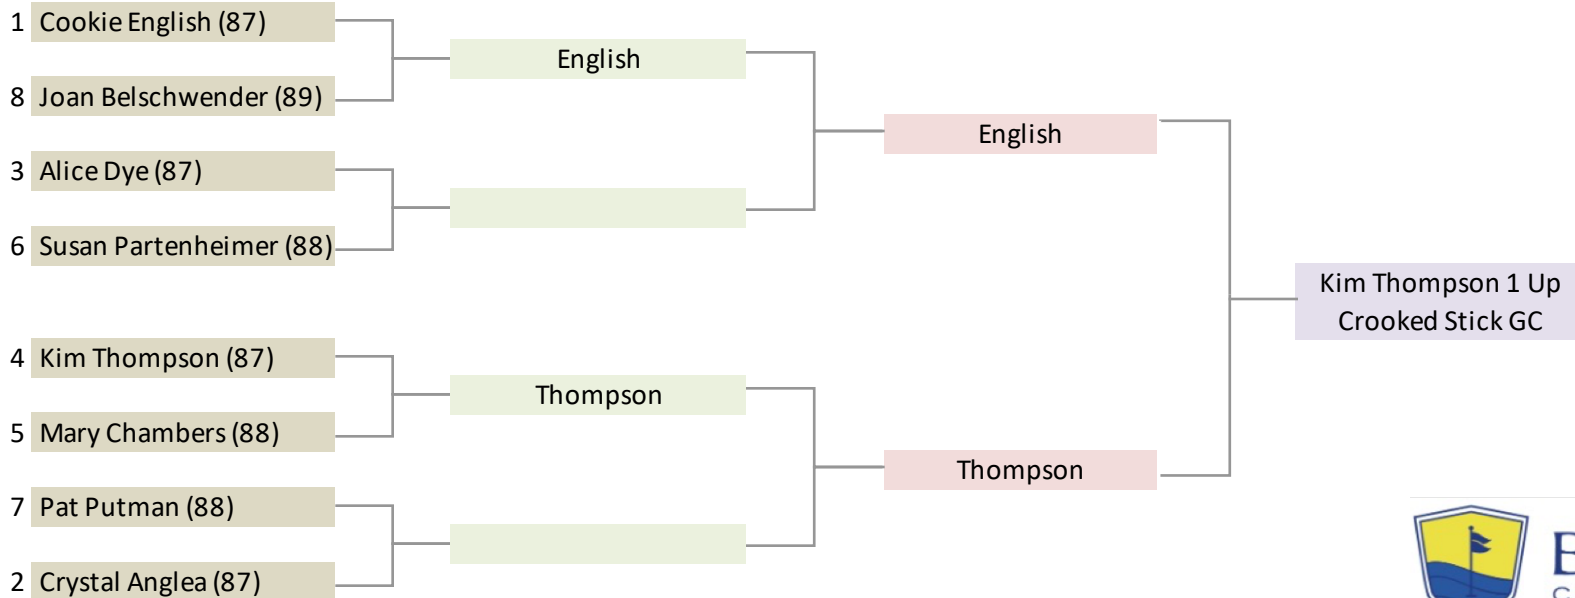 1 Cookie English (87)
English
8 Joan Belschwender (89)
English
3 Alice Dye (87)
6 Susan Partenheimer (88)
Kim Thompson 1 Up
Crooked Stick GC
4 Kim Thompson (87)
Thompson
5 Mary Chambers (88)
Thompson
7 Pat Putman (88)
2 Crystal Anglea (87)